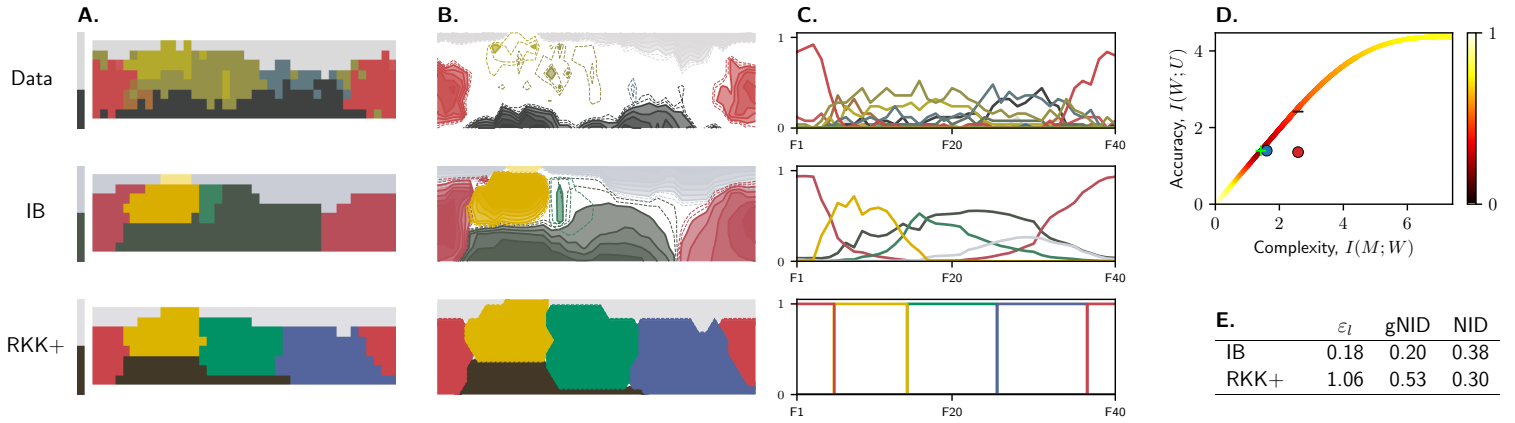 A.
B.
C.
D.
Data
IB
RKK+
1
0
F1
F20
F40
1
0
F1
F20
F40
1
0
F1
F20
F40
Accuracy, I(W; U)
4
2
0
0
2
4
6
Complexity, I(M; W)
1
0
E.
ε_l gNID NID
IB 0.18 0.20 0.38
RKK+ 1.06 0.53 0.30